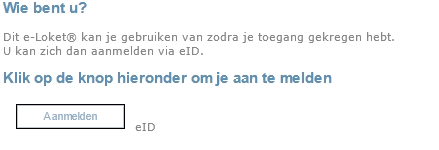 Wie bent u?
Dit e-Loket® kan je gebruiken van zodra je toegang gekregen hebt.
U kan zich dan aanmelden via eID.
Klik op de knop hieronder om je aan te melden
Aanmelden eID